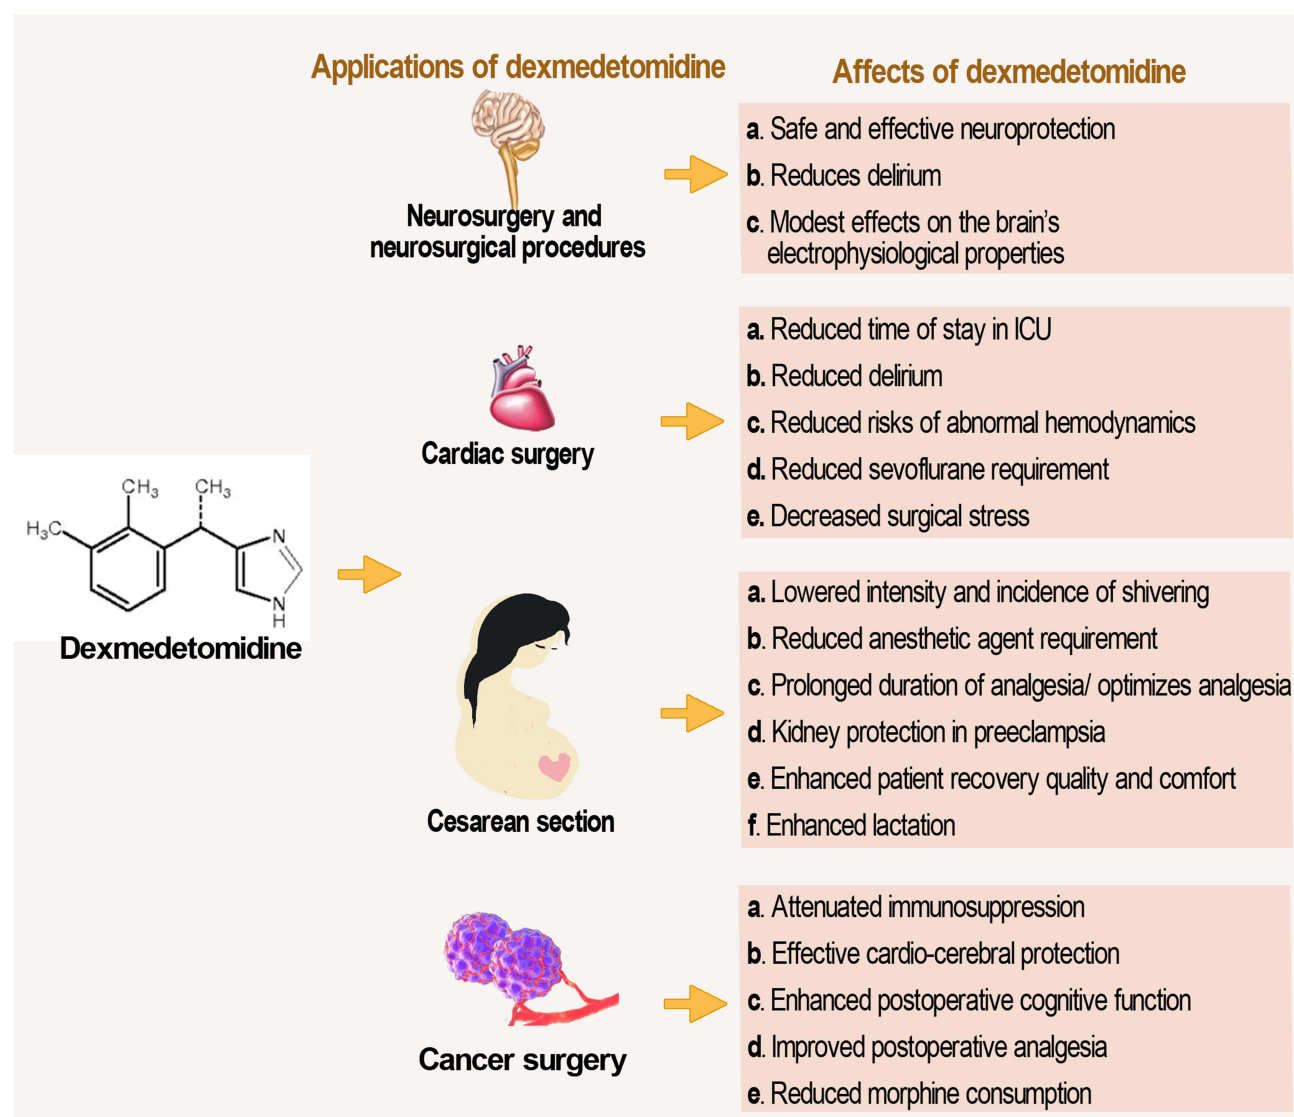 Applications of dexmedetomidine
Affects of dexmedetomidine
Neurosurgery and
neurosurgical procedures
a. Safe and effective neuroprotection
b. Reduces delirium
c. Modest effects on the brain’s
electrophysiological properties
Cardiac surgery
a. Reduced time of stay in ICU
b. Reduced delirium
c. Reduced risks of abnormal hemodynamics
d. Reduced sevoflurane requirement
e. Decreased surgical stress
CH₃
CH₃
H₃C
N
N
H
Dexmedetomidine
Cesarean section
a. Lowered intensity and incidence of shivering
b. Reduced anesthetic agent requirement
c. Prolonged duration of analgesia/ optimizes analgesia
d. Kidney protection in preeclampsia
e. Enhanced patient recovery quality and comfort
f. Enhanced lactation
Cancer surgery
a. Attenuated immunosuppression
b. Effective cardio-cerebral protection
c. Enhanced postoperative cognitive function
d. Improved postoperative analgesia
e. Reduced morphine consumption